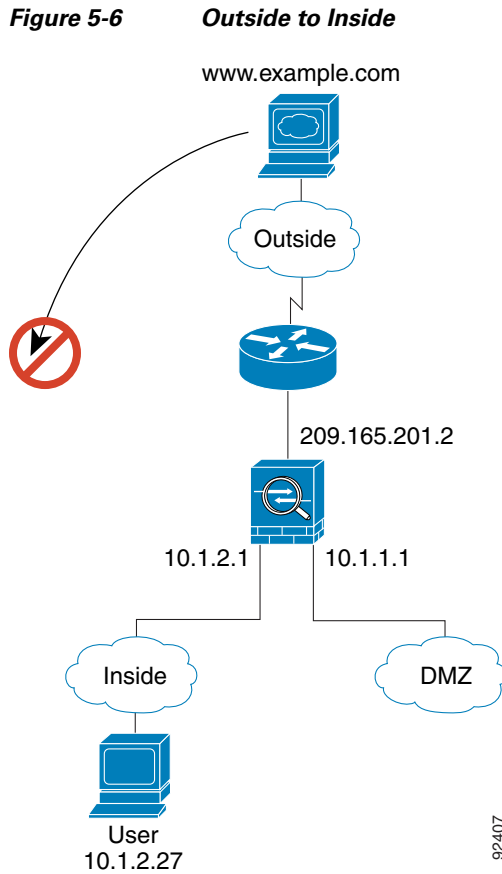 Figure 5-6 Outside to Inside
www.example.com
Outside
209.165.201.2
10.1.2.1 10.1.1.1
Inside DMZ
User
10.1.2.27
92407